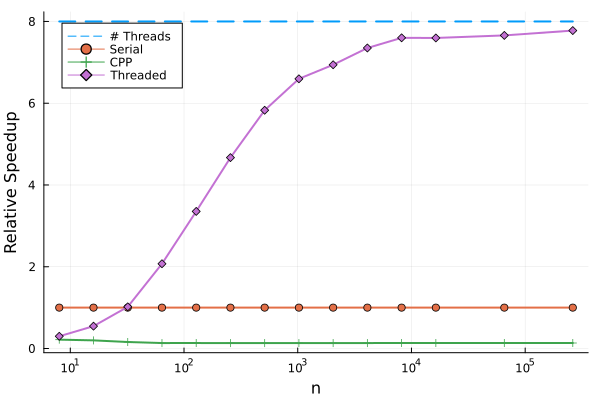 8
6
4
2
0
Relative Speedup
# Threads
Serial
CPP
Threaded
10¹
10²
10³
10⁴
10⁵
n